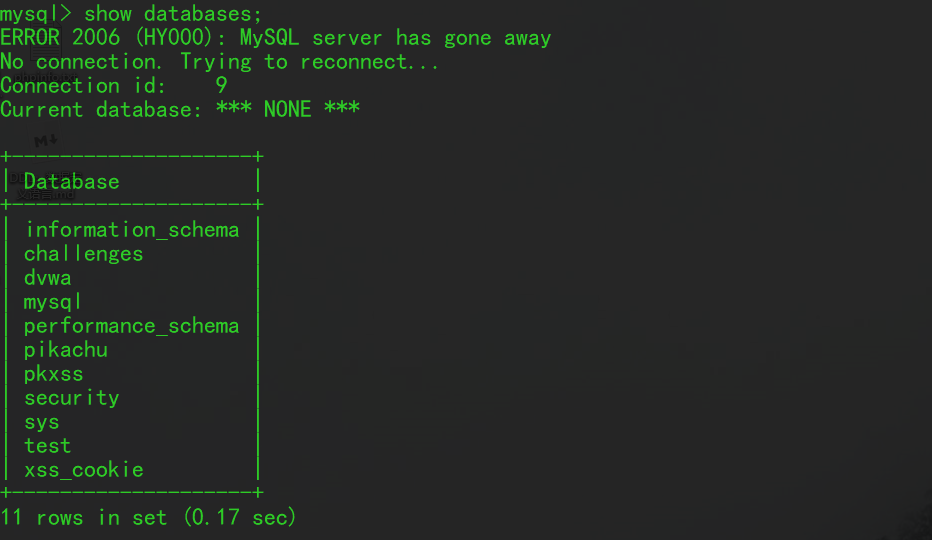 mysql> show databases;
ERROR 2006 (HY000): MySQL server has gone away
No connection. Trying to reconnect...
Connection id:    9
Current database: *** NONE ***

+--------------------+
| Database           |
+--------------------+
| information_schema |
| challenges         |
| dvwa               |
| mysql              |
| performance_schema |
| pikachu            |
| pkxss              |
| security           |
| sys                |
| test               |
| xss_cookie         |
+--------------------+
11 rows in set (0.17 sec)